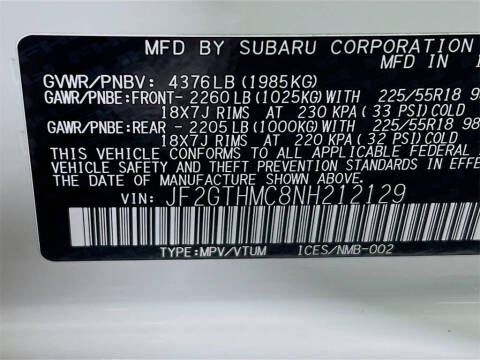 MFD BY SUBARU CORPORATION
MFD IN
GVWR/PNBV: 4376LB (1985KG)
GAWR/PNBE:FRONT- 2260 LB (1025KG) WITH 225/55R18
18X7J RIMS AT 230 KPA (33 PSI) COLD
GAWR/PNBE:REAR - 2205 LB (1000KG) WITH 225/55R18 98
18X7J RIMS AT 220 KPA (32 PSI) COLD
THIS VEHICLE CONFORMS TO ALL APPLICABLE FEDERAL
VEHICLE SAFETY AND THEFT PREVENTION STANDARDS IN EFFE
MANUFACTURE SHOWN ABOVE.
VIN: JF2GTHMC8NH212129
TYPE:MPV/VTUM ICES/NMB-002